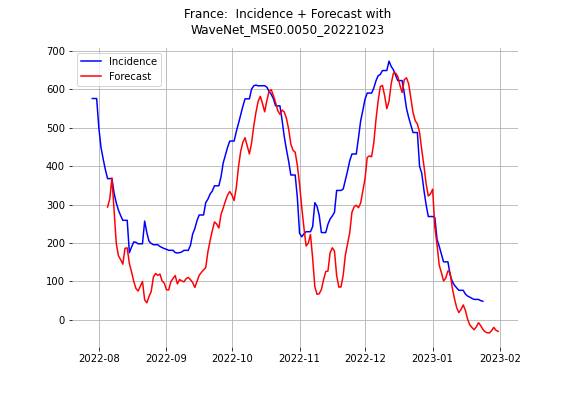 France:  Incidence + Forecast with
WaveNet_MSE0.0050_20221023
Incidence
Forecast
700
600
500
400
300
200
100
0
2022-08 2022-09 2022-10 2022-11 2022-12 2023-01 2023-02